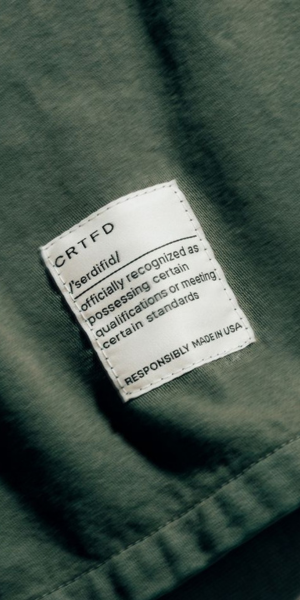 CRTFD
/'serdifid/
officially recognized as
possessing certain
qualifications or meeting
certain standards
RESPONSIBLY MADE IN USA